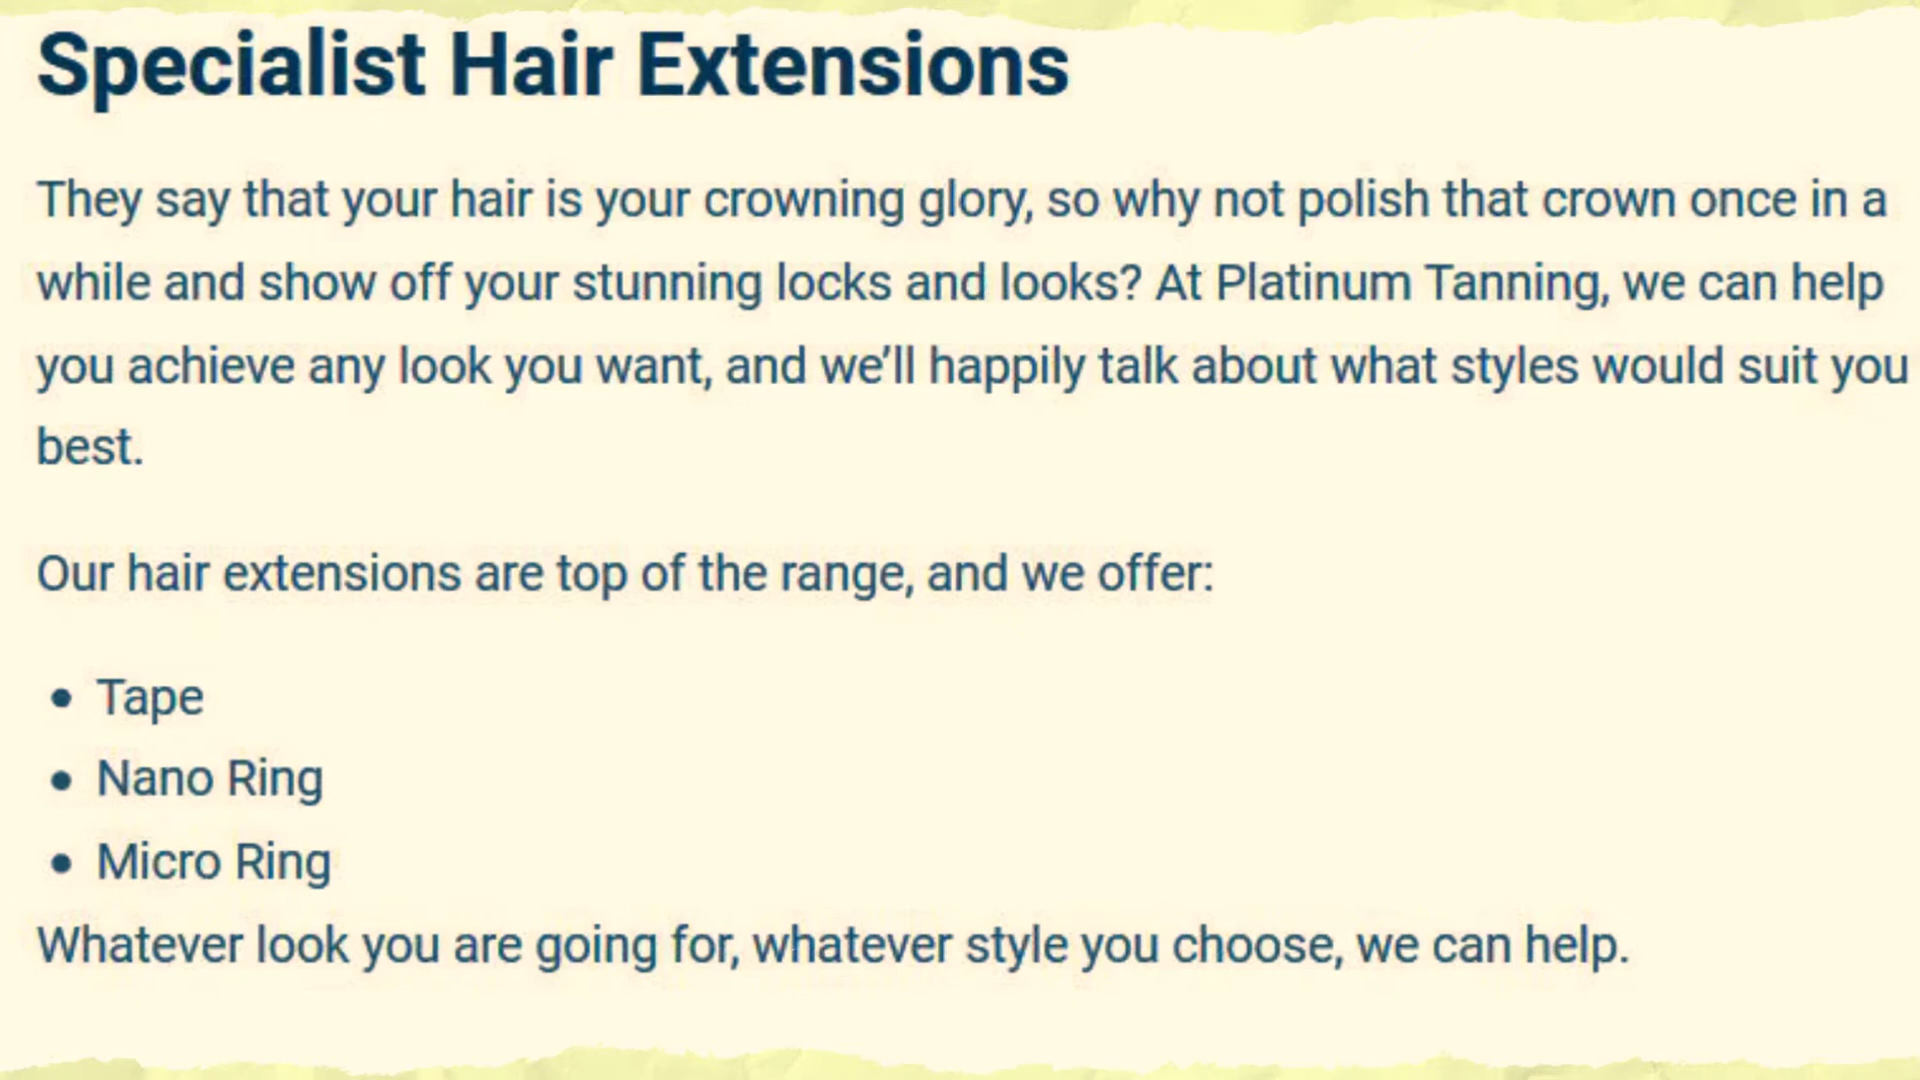 Specialist Hair Extensions
They say that your hair is your crowning glory, so why not polish that crown once in a
while and show off your stunning locks and looks? At Platinum Tanning, we can help
you achieve any look you want, and we’ll happily talk about what styles would suit you
best.
Our hair extensions are top of the range, and we offer:
• Tape
• Nano Ring
• Micro Ring
Whatever look you are going for, whatever style you choose, we can help.